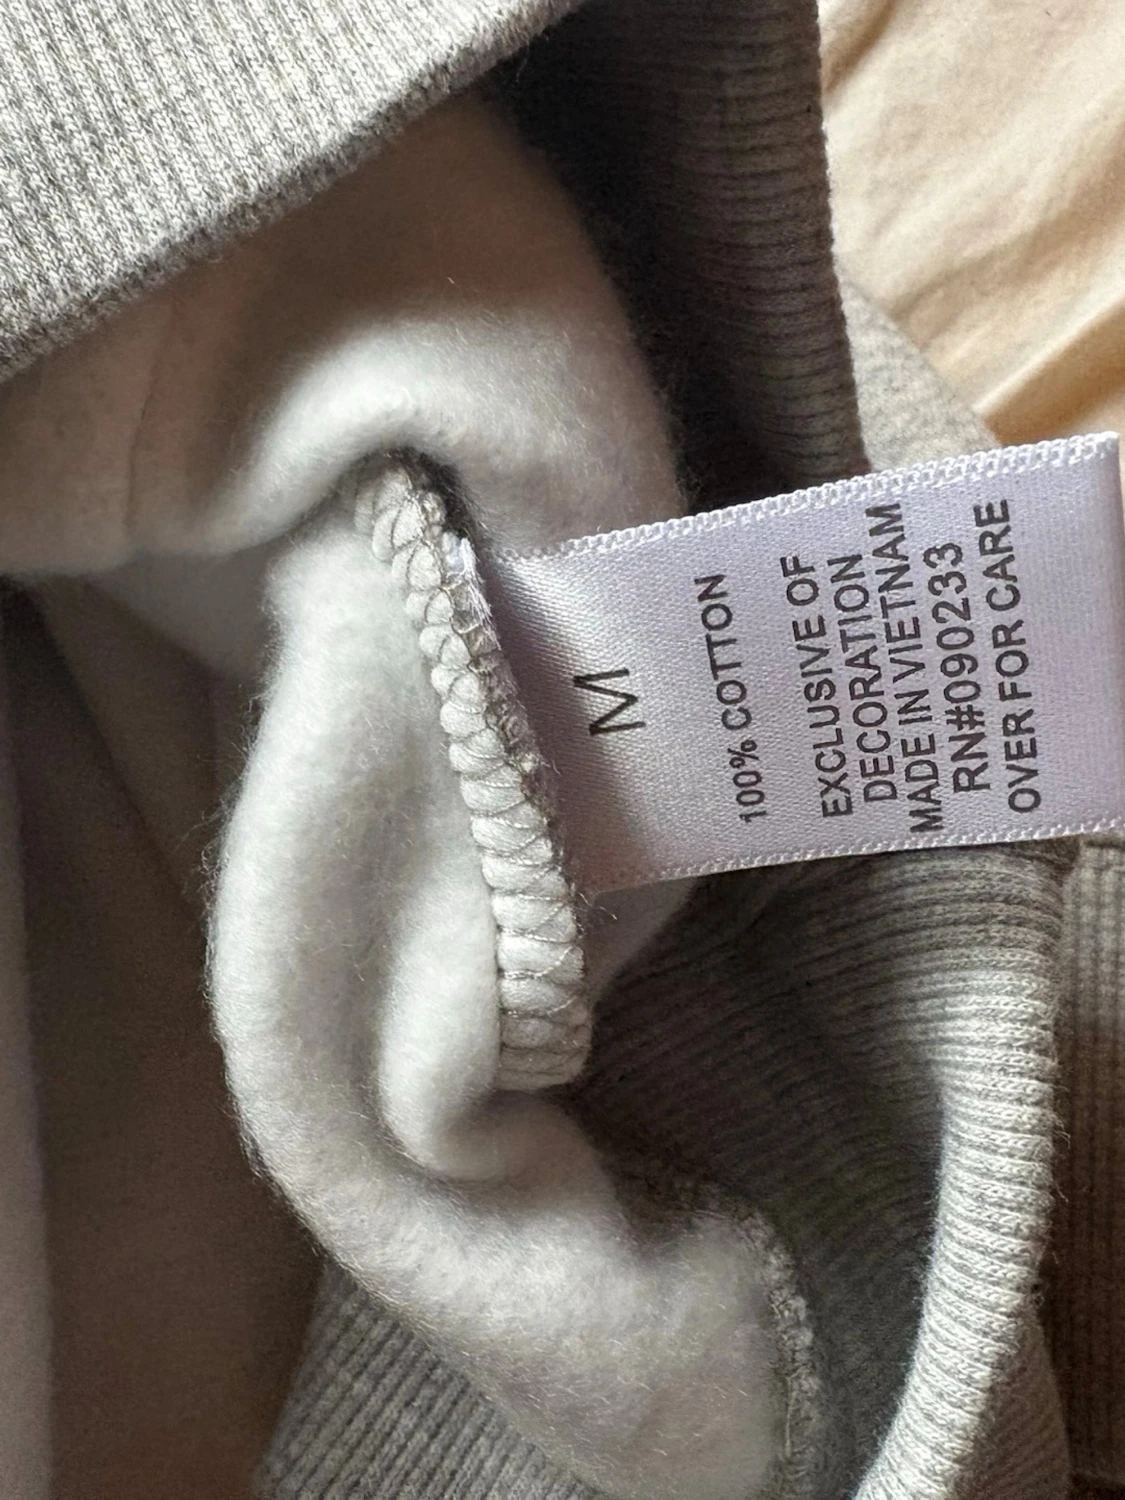 M
100% COTTON
EXCLUSIVE OF
DECORATION
MADE IN VIETNAM
RN#090233
OVER FOR CARE